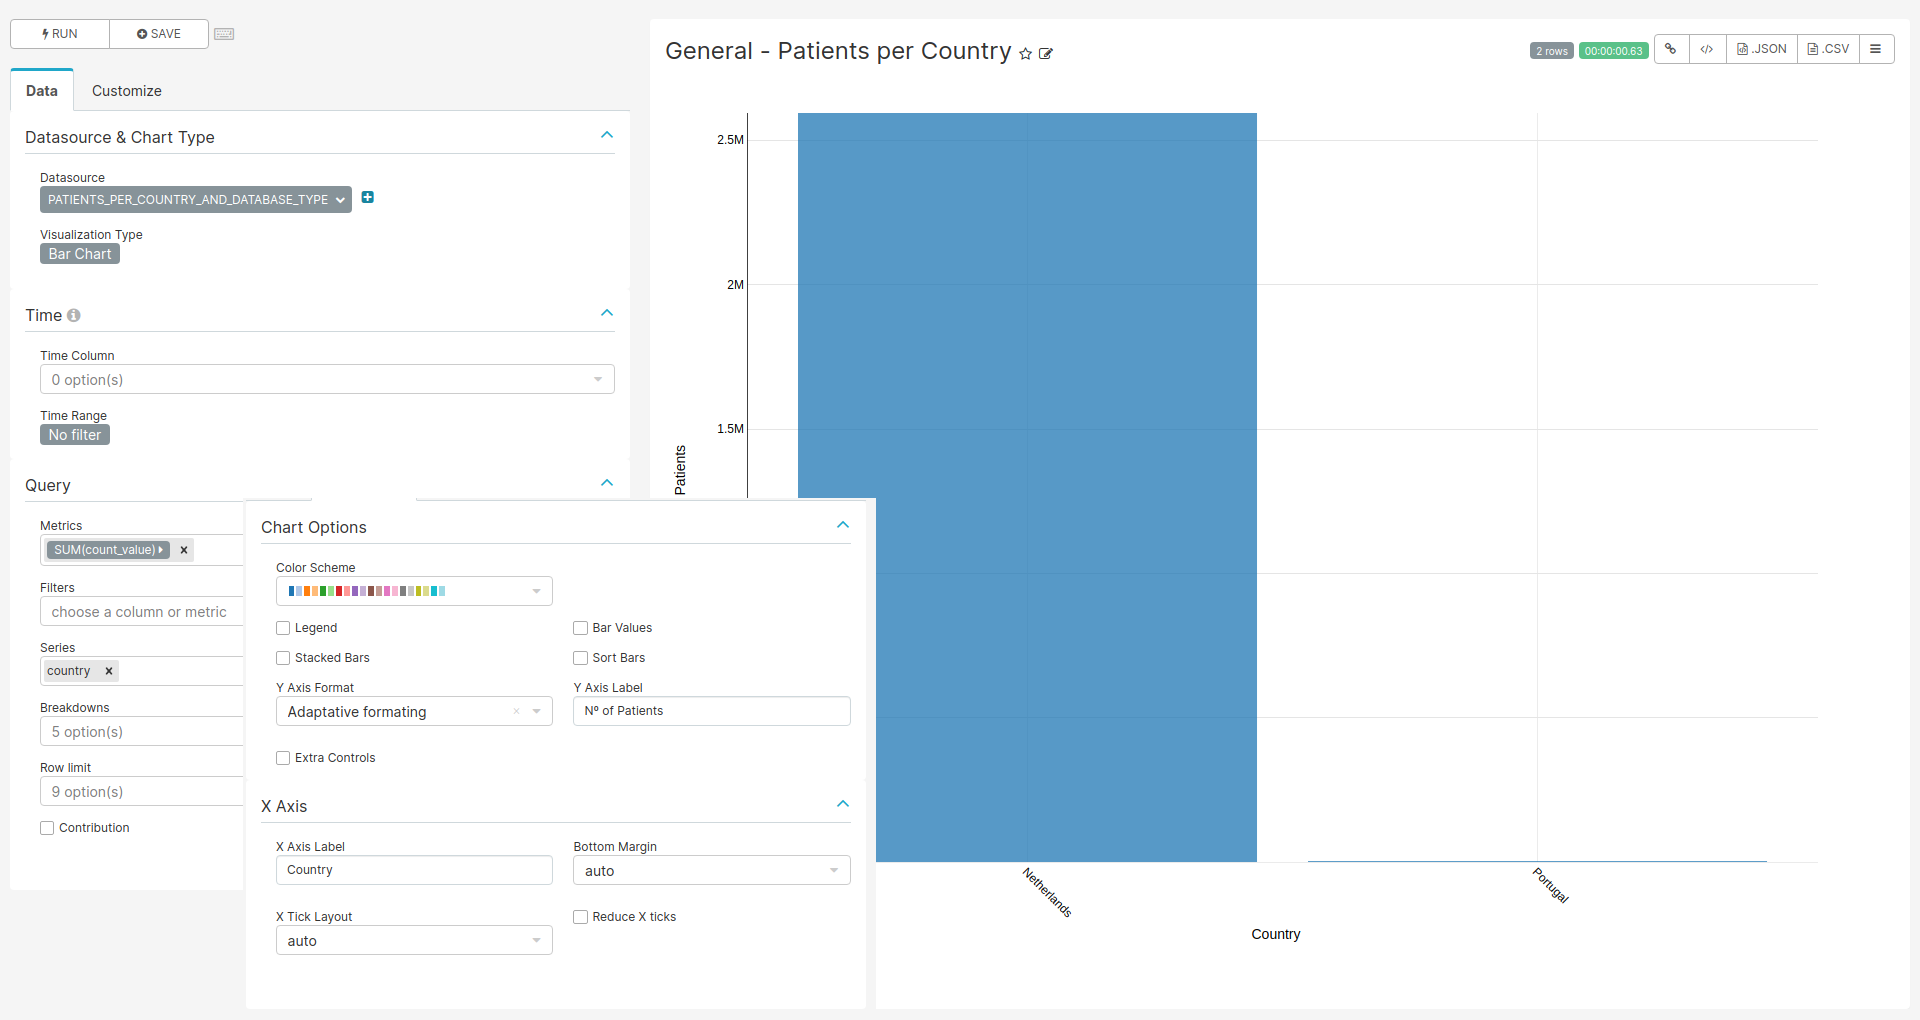 RUN
SAVE
Data
Customize
Datasource & Chart Type
Datasource
PATIENTS_PER_COUNTRY_AND_DATABASE_TYPE
Visualization Type
Bar Chart
Time
Time Column
0 option(s)
Time Range
No filter
Query
Metrics
SUM(count_value)
Filters
choose a column or metric
Series
country
Breakdowns
5 option(s)
Row limit
9 option(s)
Contribution
Chart Options
Color Scheme
Legend
Bar Values
Stacked Bars
Sort Bars
Y Axis Format
Y Axis Label
Adaptative formating
Nº of Patients
Extra Controls
X Axis
X Axis Label
Bottom Margin
Country
auto
X Tick Layout
Reduce X ticks
auto
General - Patients per Country
2 rows
00:00:00.63
</>
.JSON
.CSV
2.5M
2M
1.5M
Patients
Netherlands
Portugal
Country